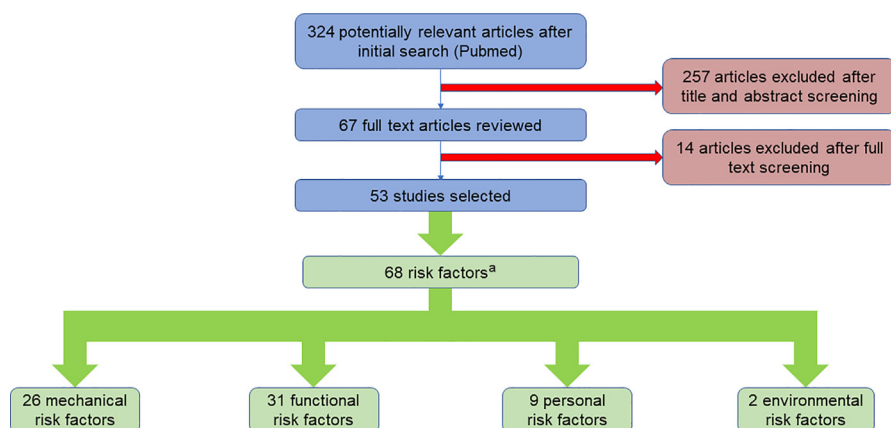 324 potentially relevant articles after
initial search (Pubmed)
257 articles excluded after
title and abstract screening
67 full text articles reviewed
14 articles excluded after full
text screening
53 studies selected
68 risk factorsᵃ
26 mechanical
risk factors
31 functional
risk factors
9 personal
risk factors
2 environmental
risk factors